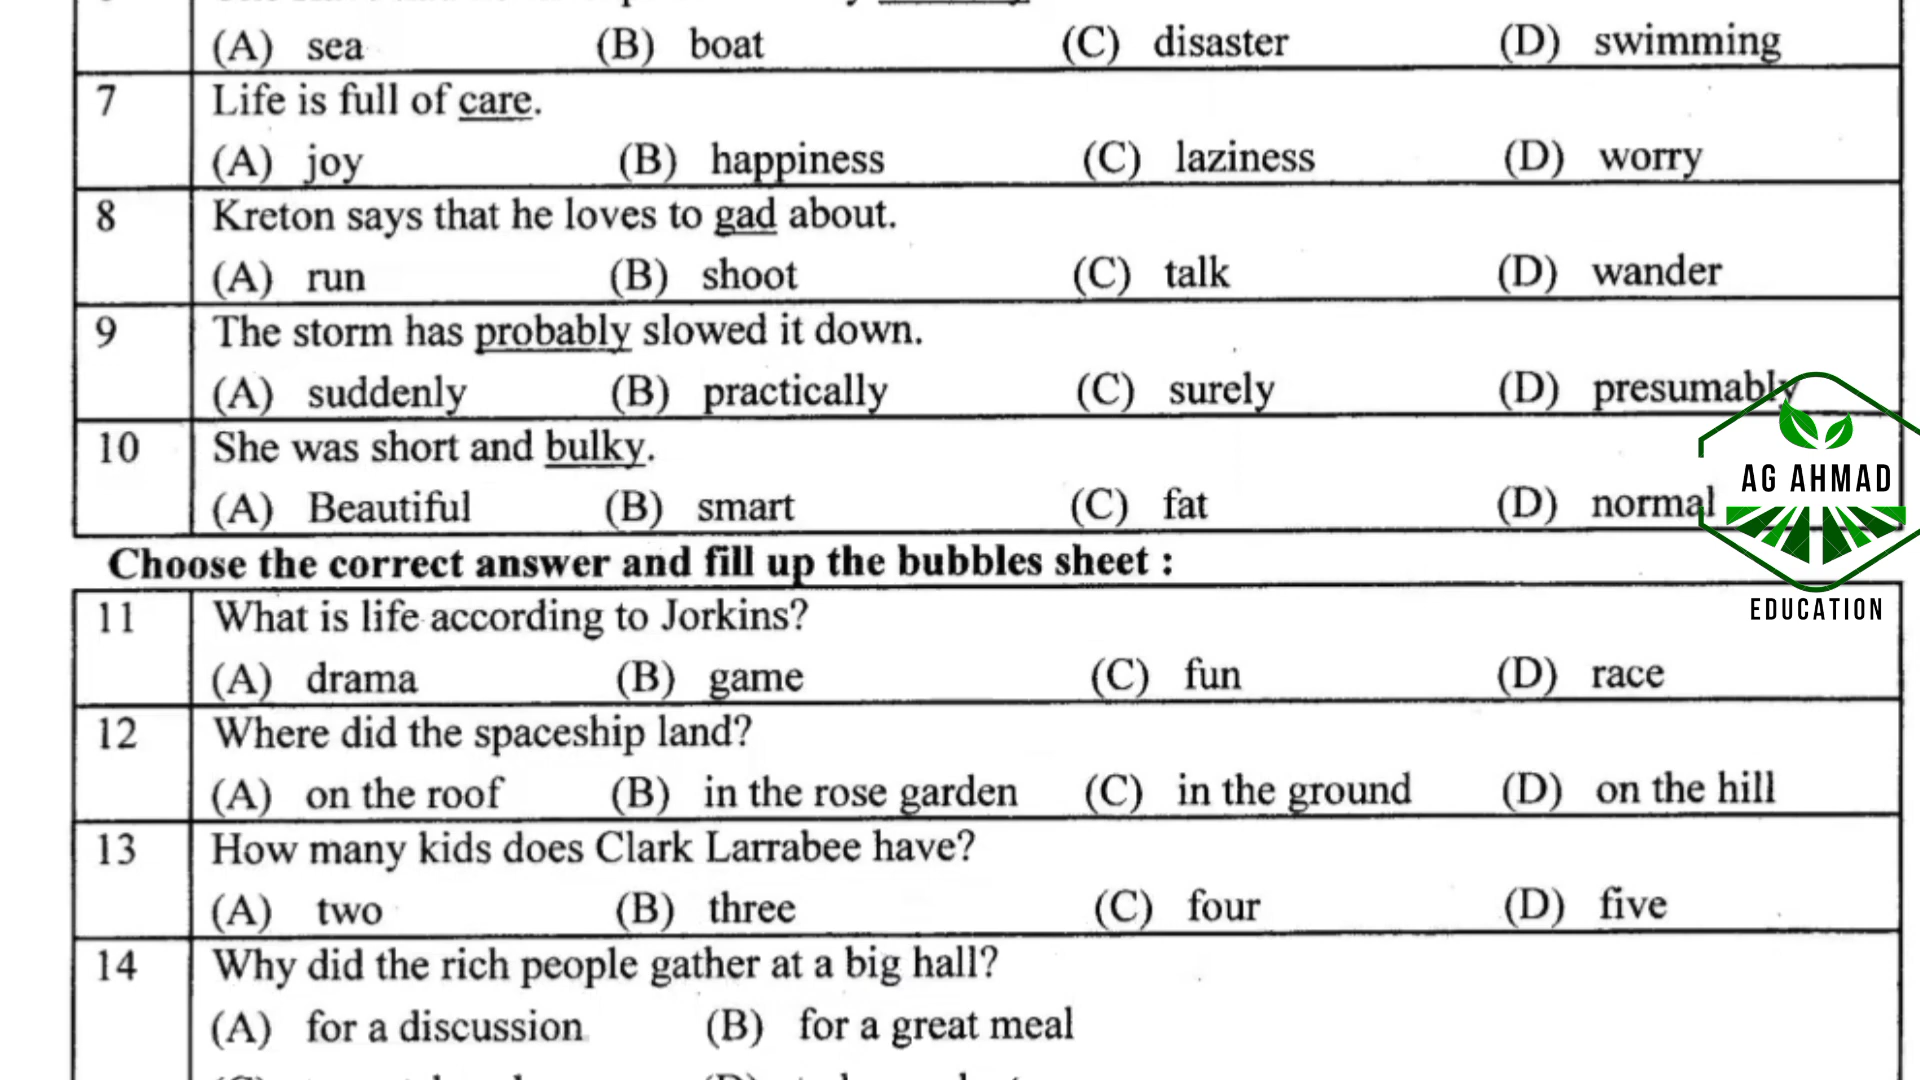 (A) sea (B) boat (C) disaster (D) swimming
7 Life is full of care.
(A) joy (B) happiness (C) laziness (D) worry
8 Kreton says that he loves to gad about.
(A) run (B) shoot (C) talk (D) wander
9 The storm has probably slowed it down.
(A) suddenly (B) practically (C) surely (D) presumably
10 She was short and bulky.
(A) Beautiful (B) smart (C) fat (D) normal
AG AHMAD
EDUCATION
Choose the correct answer and fill up the bubbles sheet :
11 What is life according to Jorkins?
(A) drama (B) game (C) fun (D) race
12 Where did the spaceship land?
(A) on the roof (B) in the rose garden (C) in the ground (D) on the hill
13 How many kids does Clark Larrabee have?
(A) two (B) three (C) four (D) five
14 Why did the rich people gather at a big hall?
(A) for a discussion (B) for a great meal